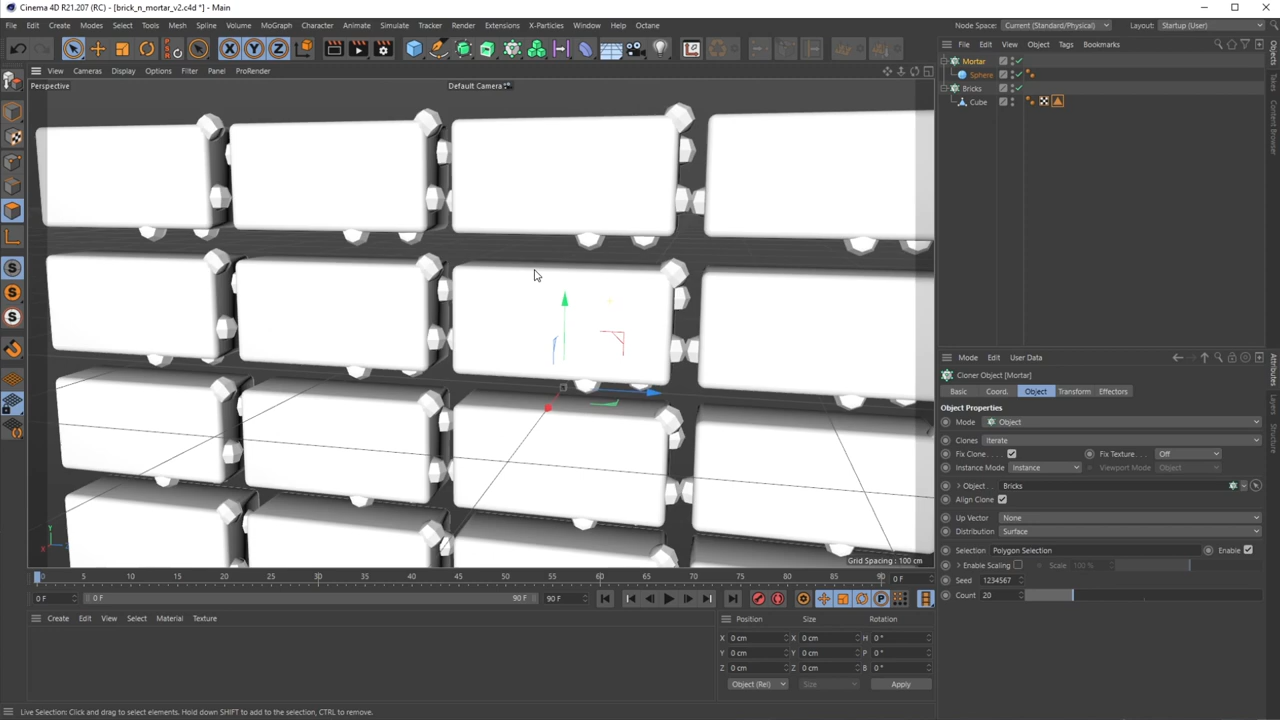 Cinema 4D R21.207 (RC) - [brick_n_mortar_v2.c4d *] - Main
File Edit Create Modes Select Tools Mesh Spline Volume MoGraph Character Animate Simulate Tracker Render Extensions X-Particles Window Help Octane Node Space: Current (Standard/Physical) Layout: Startup (User)
View Cameras Display Options Filter Panel ProRender
File Edit View Object Tags Bookmarks
Perspective
Default Camera
Mortar
Sphere
Bricks
Cube
Objects
Takes
Content Browser
Mode Edit User Data
Cloner Object [Mortar]
Basic Coord. Object Transform Effectors
Object Properties
Mode Object
Clones Iterate
Fix Clone Fix Texture Off
Instance Mode Instance Viewport Mode Object
Object Bricks
Align Clone
Up Vector None
Distribution Surface
Selection Polygon Selection Enable
Enable Scaling Scale 100 %
Seed 1234567
Count 20
Attributes
Layers
Structure
Grid Spacing : 100 cm
0 5 10 15 20 25 30 35 40 45 50 55 60 65 70 75 80 85 90 0 F
0 F 0 F 90 F 90 F
Create Edit View Select Material Texture
Position Size Rotation
X 0 cm X 0 cm H 0 °
Y 0 cm Y 0 cm P 0 °
Z 0 cm Z 0 cm B 0 °
Object (Rel) Size Apply
Live Selection: Click and drag to select elements. Hold down SHIFT to add to the selection, CTRL to remove.